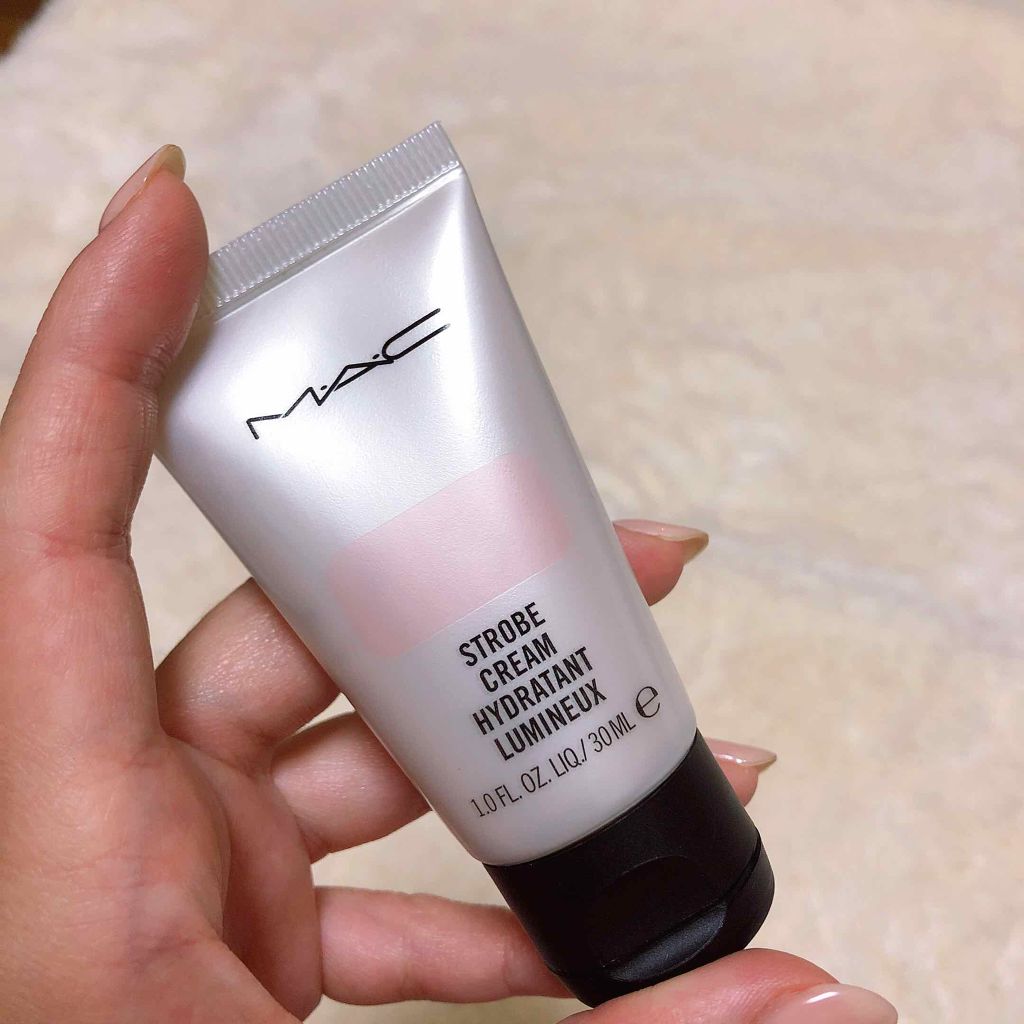 M·A·C
STROBE
CREAM
HYDRATANT
LUMINEUX
1.0 FL. OZ. LIQ./ 30 ML ℮